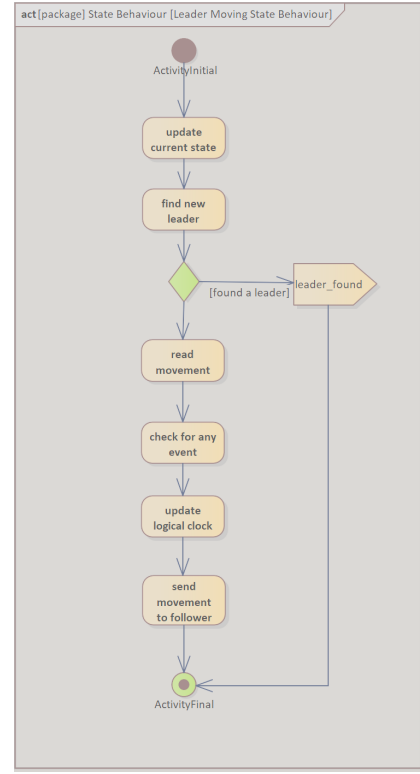 act [package] State Behaviour [Leader Moving State Behaviour]
ActivityInitial
update
current state
find new
leader
[found a leader]
leader_found
read
movement
check for any
event
update
logical clock
send
movement
to follower
ActivityFinal